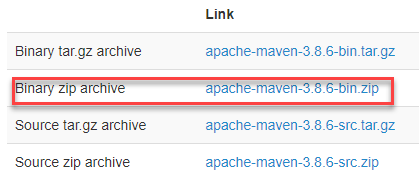 Link
Binary tar.gz archive apache-maven-3.8.6-bin.tar.gz
Binary zip archive apache-maven-3.8.6-bin.zip
Source tar.gz archive apache-maven-3.8.6-src.tar.gz
Source zip archive apache-maven-3.8.6-src.zip